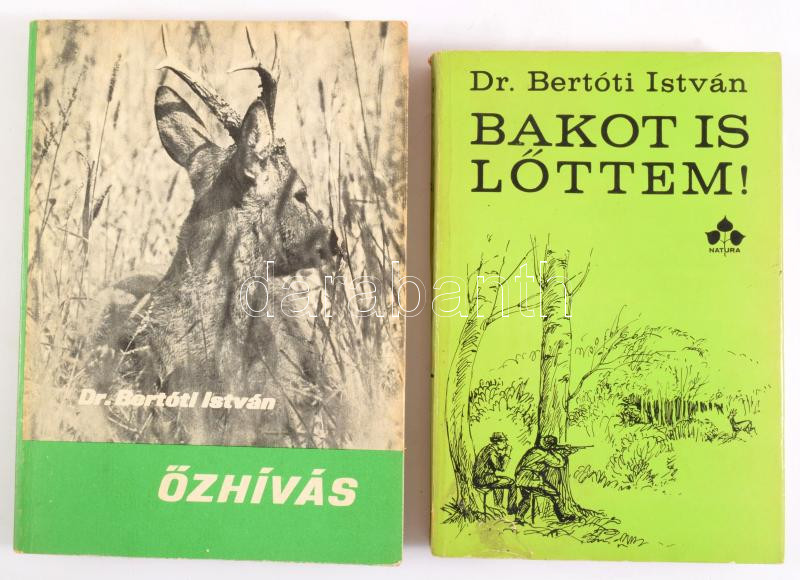 Dr. Bertóti István
ŐZHÍVÁS
Dr. Bertóti István
BAKOT IS
LŐTTEM!
NATURA
darabanth